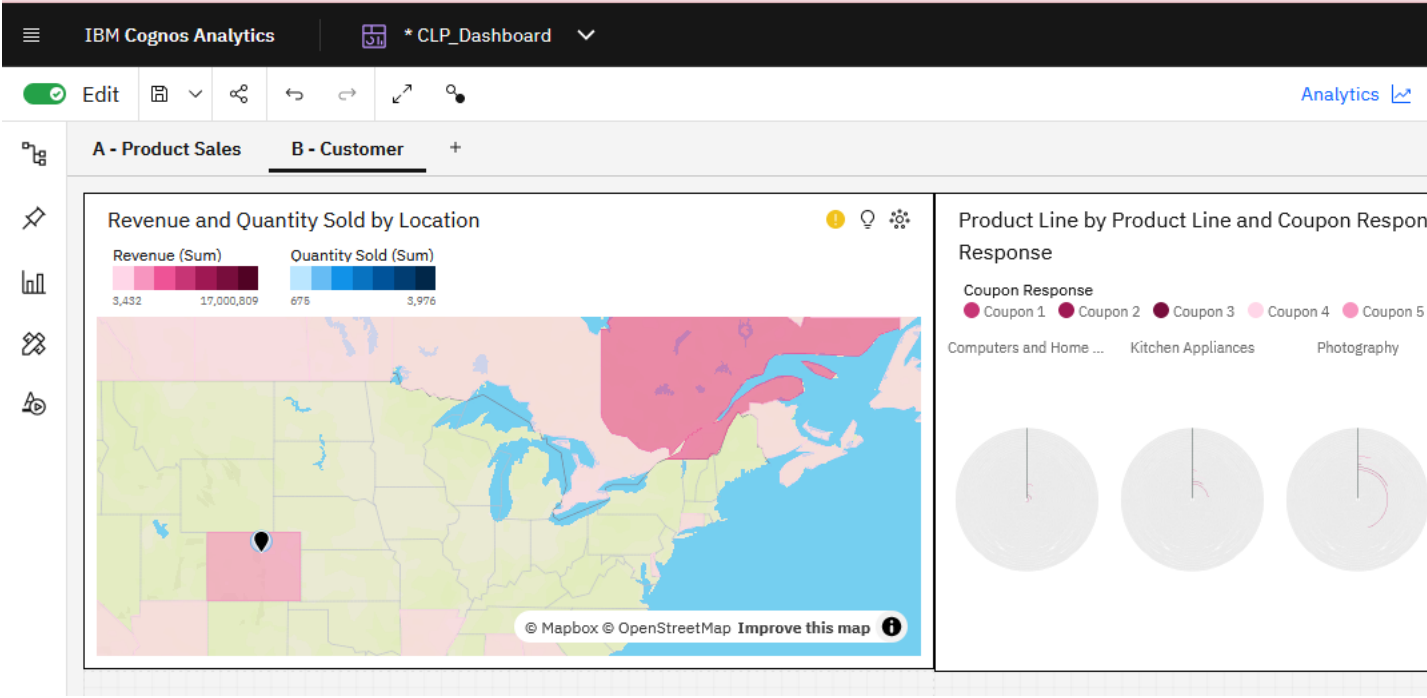 IBM Cognos Analytics
* CLP_Dashboard
Edit
Analytics
A - Product Sales
B - Customer
+
Revenue and Quantity Sold by Location
Revenue (Sum)
Quantity Sold (Sum)
3,432
17,000,809
675
3,976
© Mapbox © OpenStreetMap Improve this map
Product Line by Product Line and Coupon Respon
Response
Coupon Response
Coupon 1
Coupon 2
Coupon 3
Coupon 4
Coupon 5
Computers and Home ...
Kitchen Appliances
Photography